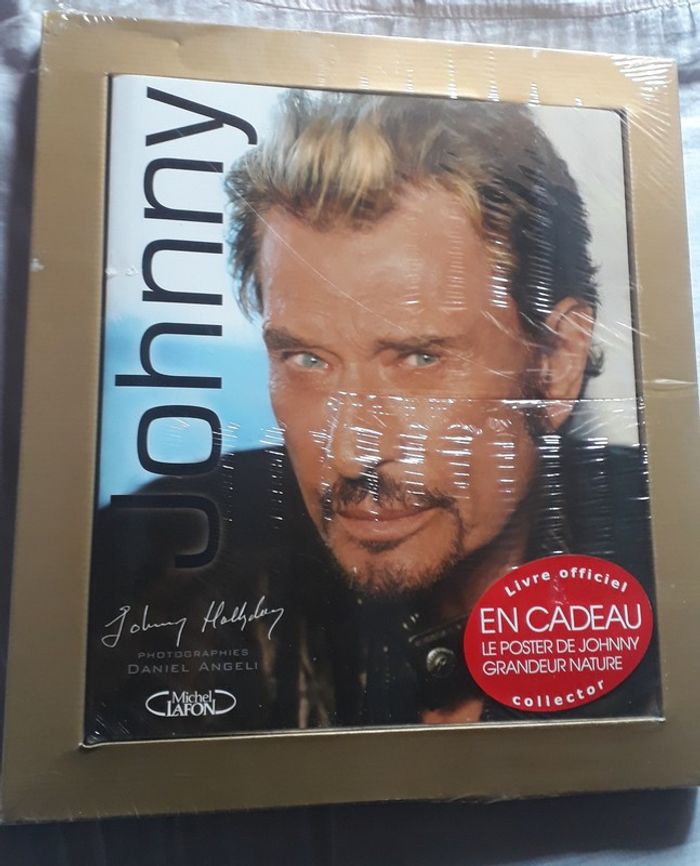 Johnny
Johnny Hallyday
PHOTOGRAPHIES
DANIEL ANGELI
Michel
LAFON
Livre officiel
EN CADEAU
LE POSTER DE JOHNNY
GRANDEUR NATURE
collector